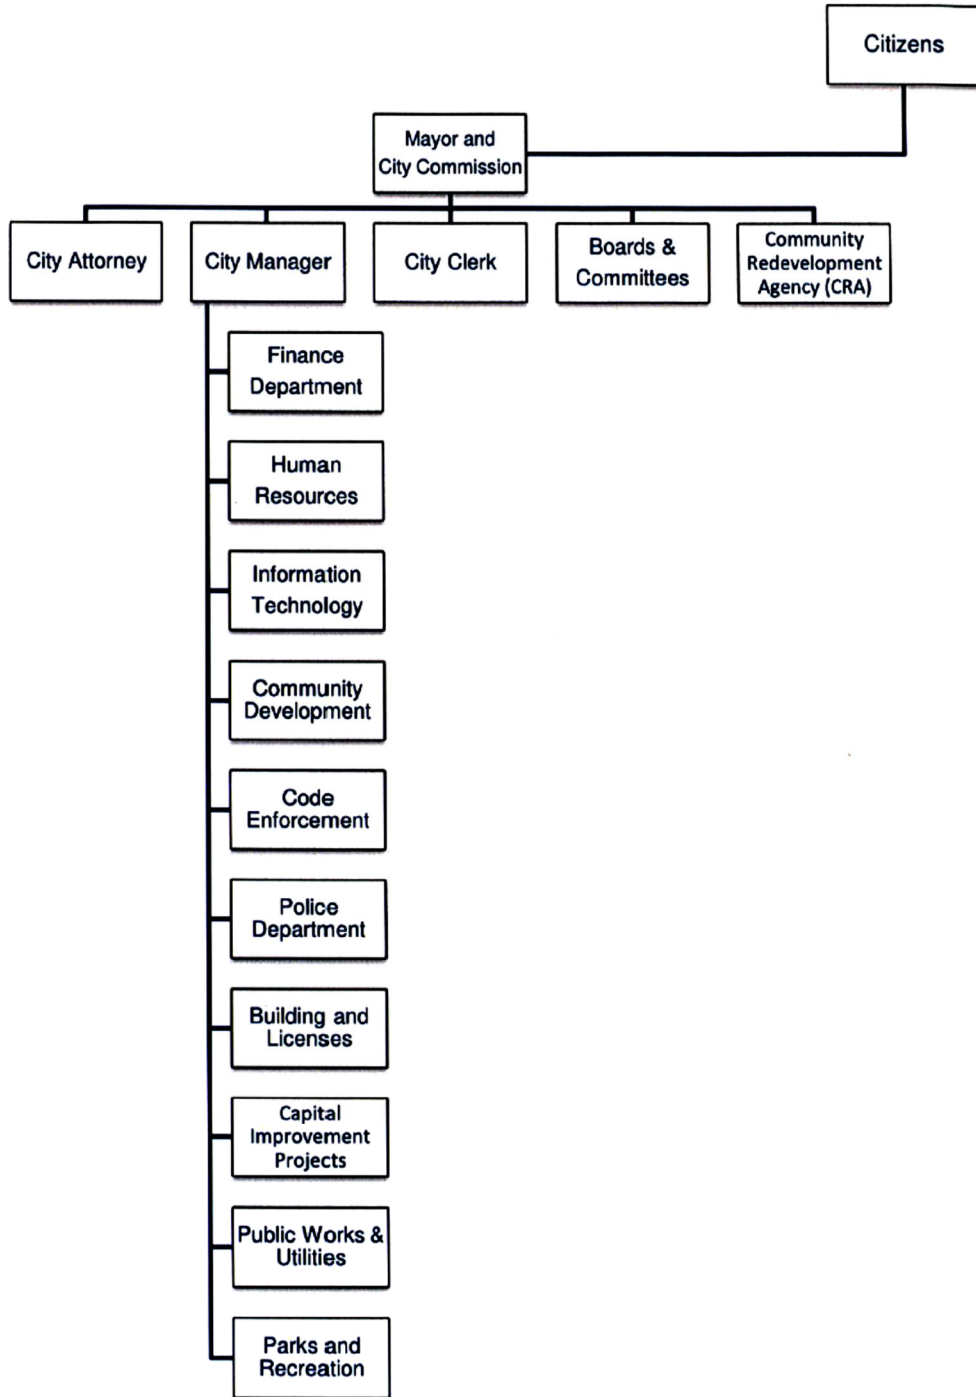 Citizens
Mayor and
City Commission
City Attorney
City Manager
City Clerk
Boards &
Committees
Community
Redevelopment
Agency (CRA)
Finance
Department
Human
Resources
Information
Technology
Community
Development
Code
Enforcement
Police
Department
Building and
Licenses
Capital
Improvement
Projects
Public Works &
Utilities
Parks and
Recreation